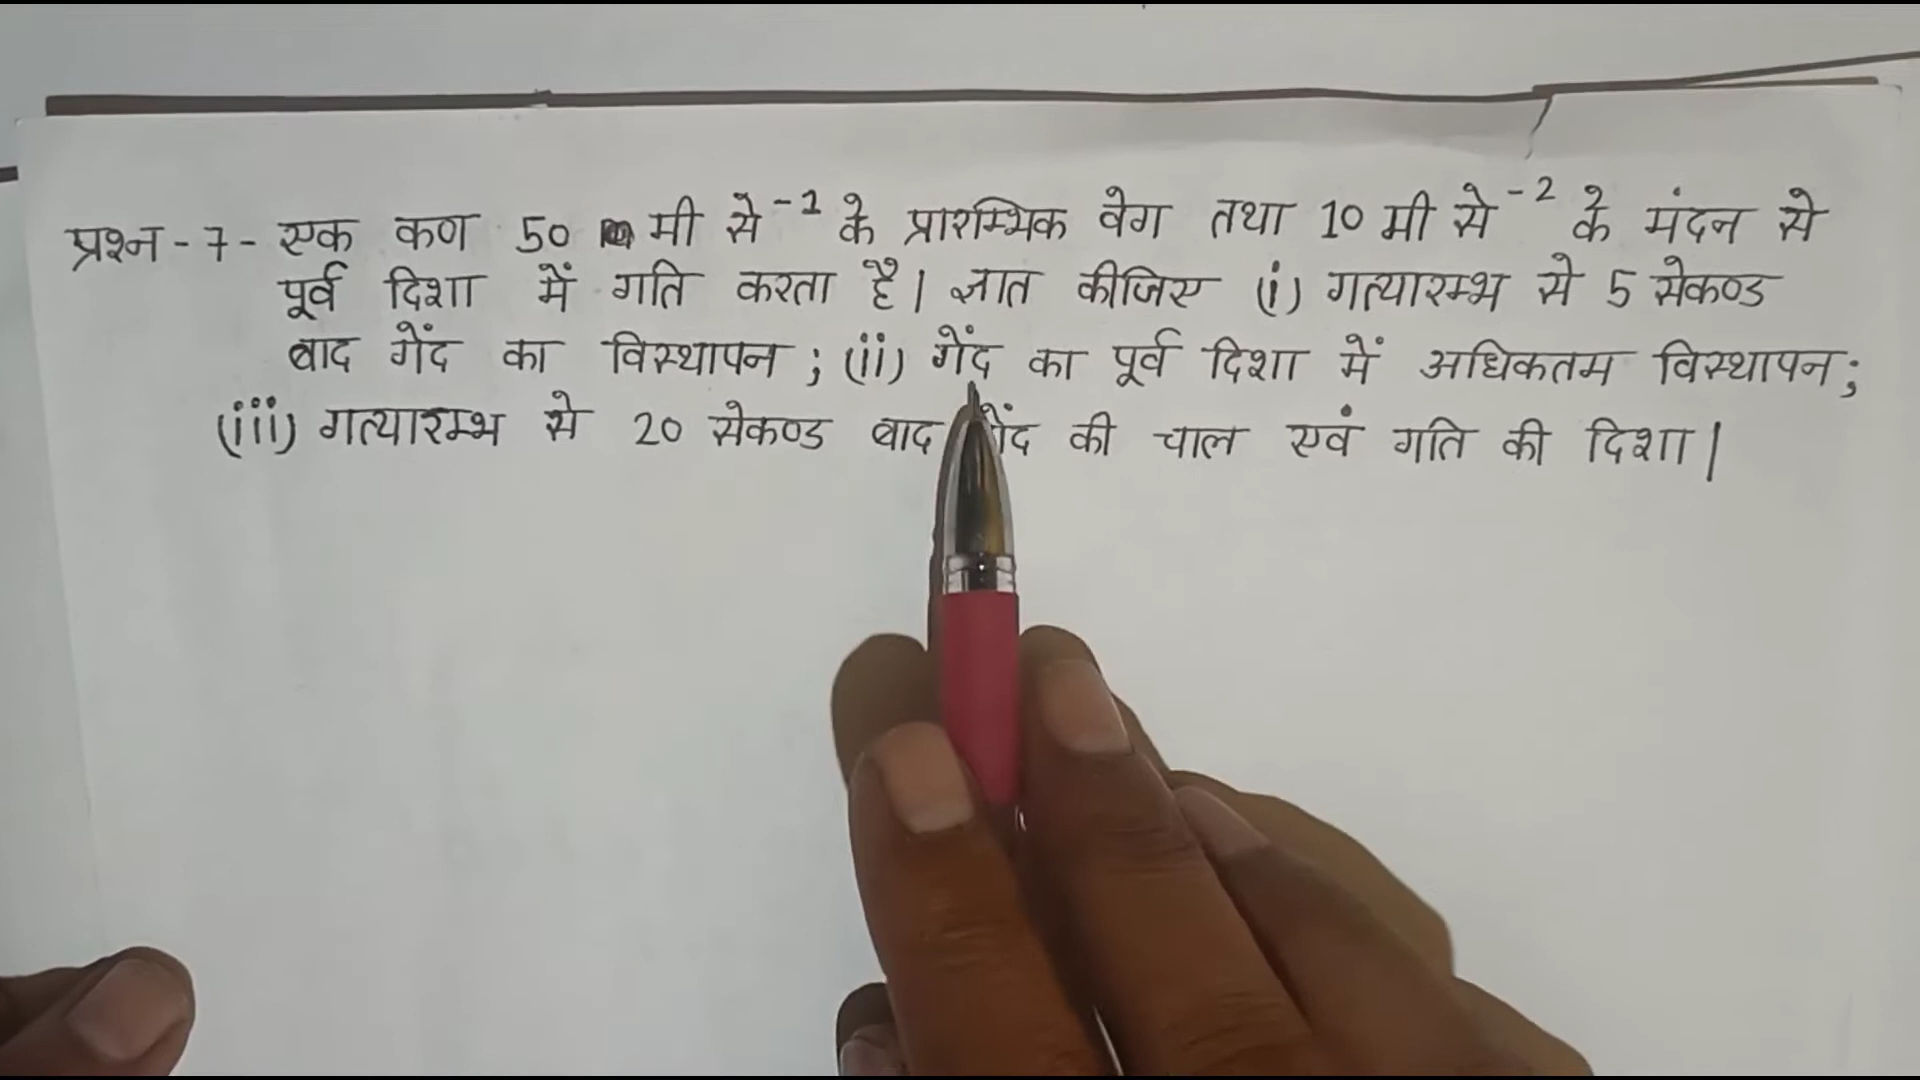 प्रश्न - 7 - एक कण 50 मी से⁻¹ के प्रारम्भिक वेग तथा 10 मी से⁻² के मंदन से
पूर्व दिशा में गति करता है। ज्ञात कीजिए (i) गत्यारम्भ से 5 सेकण्ड
बाद गेंद का विस्थापन ; (ii) गेंद का पूर्व दिशा में अधिकतम विस्थापन ;
(iii) गत्यारम्भ से 20 सेकण्ड बाद गेंद की चाल एवं गति की दिशा।